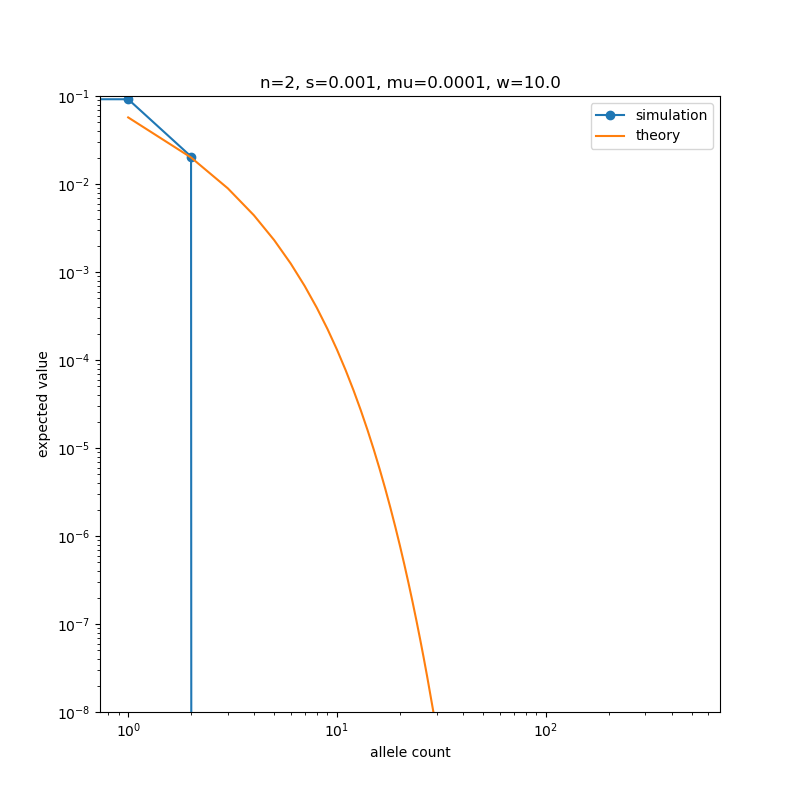 n=2, s=0.001, mu=0.0001, w=10.0
simulation
theory
10⁻¹
10⁻²
10⁻³
10⁻⁴
10⁻⁵
10⁻⁶
10⁻⁷
10⁻⁸
expected value
10⁰ 10¹ 10²
allele count